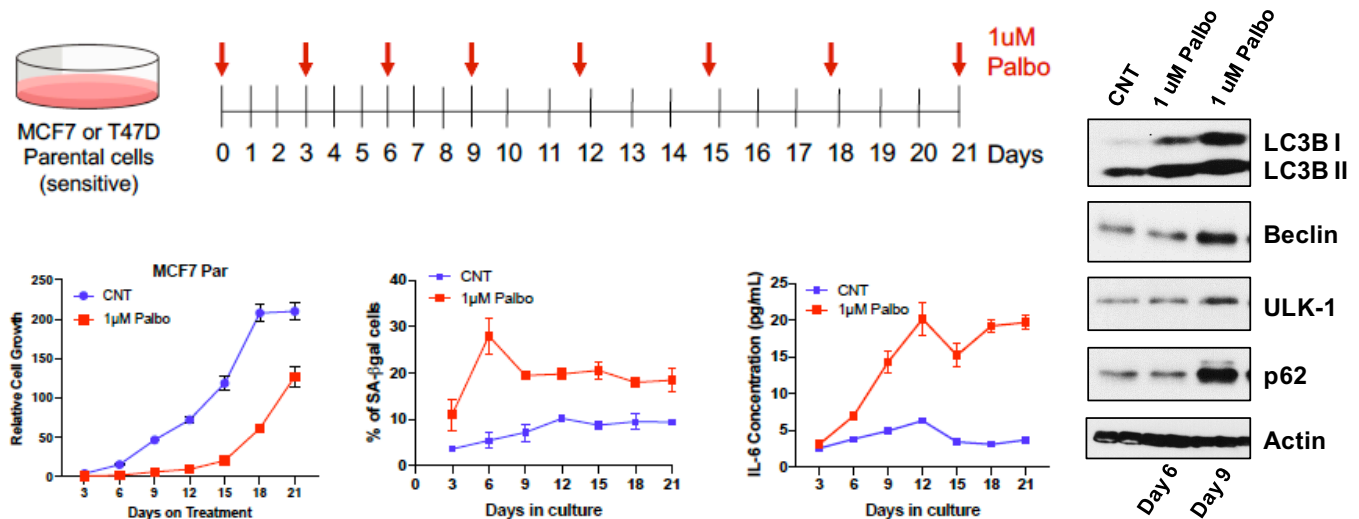 1uM
Palbo
MCF7 or T47D
Parental cells
(sensitive)
0 1 2 3 4 5 6 7 8 9 10 11 12 13 14 15 16 17 18 19 20 21 Days
MCF7 Par
CNT
1μM Palbo
Relative Cell Growth
250
200
150
100
50
0
3 6 9 12 15 18 21
Days on Treatment
CNT
1μM Palbo
% of SA-βgal cells
40
30
20
10
0
0 3 6 9 12 15 18 21
Days in culture
CNT
1μM Palbo
IL-6 Concentration (pg/mL)
25
20
15
10
5
0
3 6 9 12 15 18 21
Days in culture
CNT
1 uM Palbo
1 uM Palbo
LC3B I
LC3B II
Beclin
ULK-1
p62
Actin
Day 6
Day 9